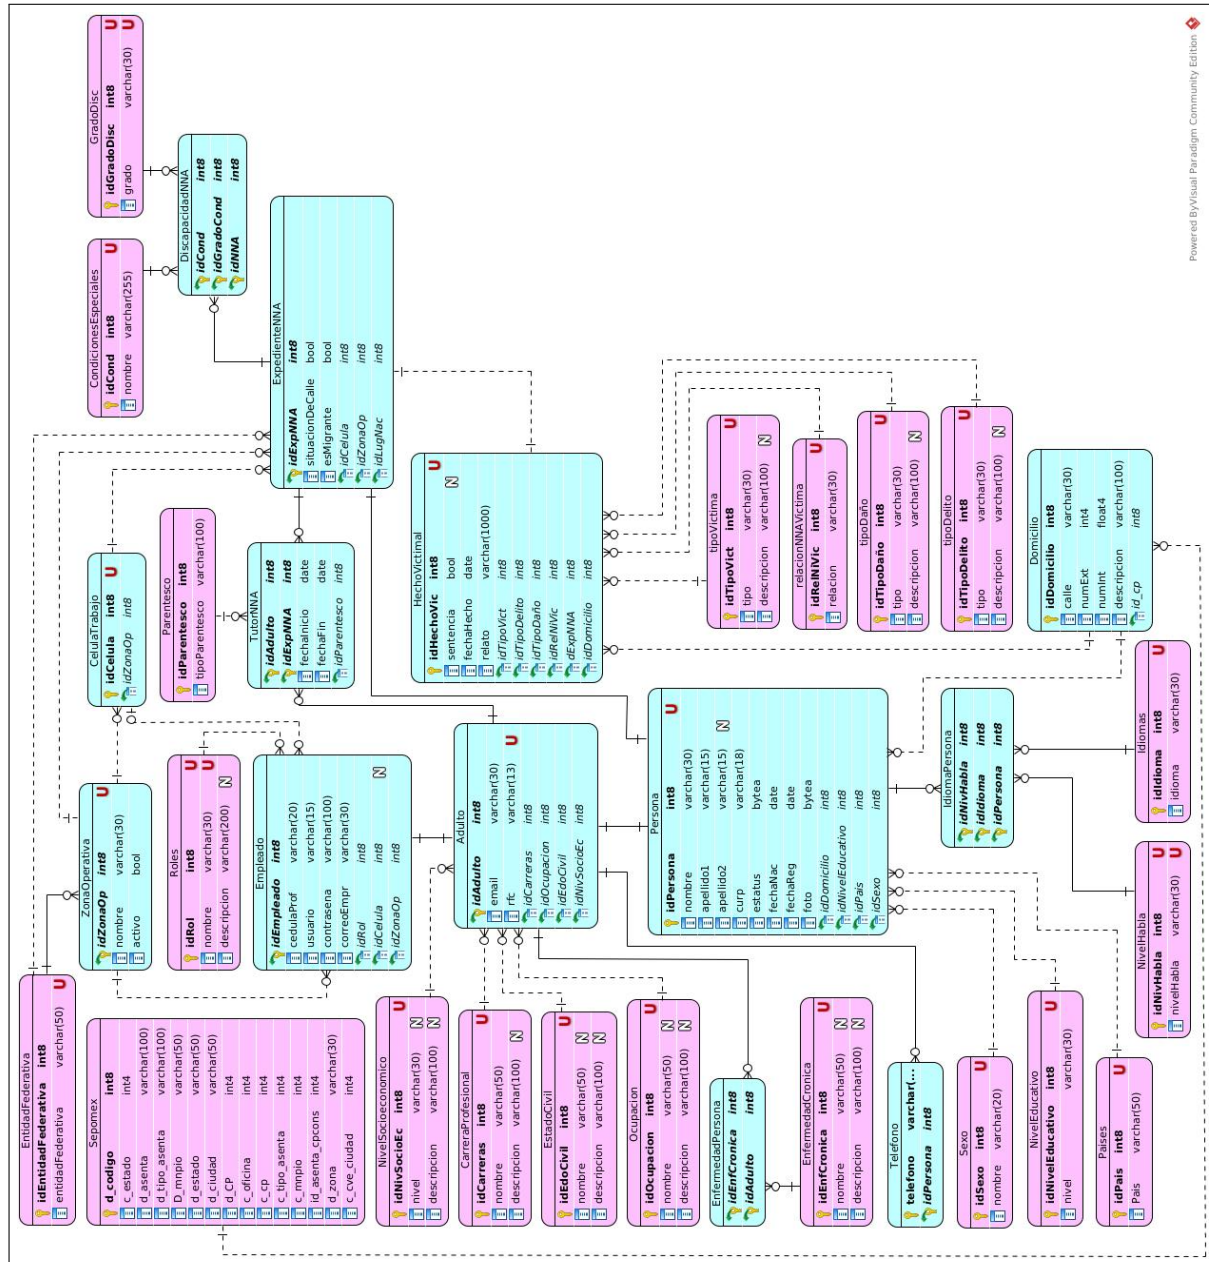 EntidadFederativa
idEntidadFederativa int8 U
entidadFederativa varchar(50)
Sepomex
d_codigo int8
c_estado int4
d_asenta varchar(100)
d_tipo_asenta varchar(100)
D_mnpio varchar(50)
d_estado varchar(50)
d_ciudad varchar(50)
d_CP int4
c_oficina int4
c_cp int4
c_tipo_asenta int4
c_mnpio int4
id_asenta_cpcons int4
d_zona varchar(30)
c_cve_ciudad int4
NivelSocioeconomico
idNivSocioEc int8 U
nivel varchar(30) N
descripcion varchar(100) N
CarreraProfesional
idCarreras int8 U
nombre varchar(50)
descripcion varchar(100) N
EstadoCivil
idEdoCivil int8 U
nombre varchar(50) N
descripcion varchar(100) N
Ocupacion
idOcupacion int8 U
nombre varchar(50) N
descripcion varchar(100) N
EnfermedadPersona
idEnfCronica int8
idAdulto int8
EnfermedadCronica
idEnfCronica int8 U
nombre varchar(50) N
descripcion varchar(100) N
Telefono
telefono varchar(...
idPersona int8
Sexo
idSexo int8 U
nombre varchar(20)
NivelEducativo
idNivelEducativo int8 U
nivel varchar(30)
Paises
idPais int8 U
Pais varchar(50)
ZonaOperativa
idZonaOp int8 U
nombre varchar(30)
activo bool
Roles
idRol int8 U
nombre varchar(30) U
descripcion varchar(200) N
Empleado
idEmpleado int8
cedulaProf varchar(20)
usuario varchar(15)
contrasena varchar(100)
correoEmpr varchar(30)
idRol int8
idCelula int8 N
idZonaOp int8
Adulto
idAdulto int8
email varchar(30)
rfc varchar(13) U
idCarreras int8
idOcupacion int8
idEdoCivil int8
idNivSocioEc int8
Persona
idPersona int8 U
nombre varchar(30)
apellido1 varchar(15)
apellido2 varchar(15) N
curp varchar(18)
estatus bytea
fechaNac date
fechaReg date
foto bytea
idDomicilio int8
idNivelEducativo int8
idPais int8
idSexo int8
IdiomaPersona
idNivHabla int8
idIdioma int8
idPersona int8
NivelHabla
idNivHabla int8 U
nivelHabla varchar(30) U
Idiomas
idIdioma int8 U
idioma varchar(30)
CelulaTrabajo
idCelula int8 U
idZonaOp int8
Parentesco
idParentesco int8
tipoParentesco varchar(100)
TutorNNA
idAdulto int8
idExpNNA int8
fechaInicio date
fechaFin date
idParentesco int8
HechoVictimal
idHechoVic int8 U
sentencia bool N
fechaHecho date
relato varchar(1000)
idTipoVict int8
idTipoDelito int8
idTipoDaño int8
idRelNiVic int8
dExpNNA int8
idDomicilio int8
tipoVictima
idTipoVict int8 U
tipo varchar(30)
descripcion varchar(100) N
relacionNNAVictima
idRelNiVic int8 U
relacion varchar(30)
tipoDaño
idTipoDaño int8 U
tipo varchar(30)
descripcion varchar(100) N
tipoDelito
idTipoDelito int8 U
tipo varchar(30)
descripcion varchar(100) N
Domicilio
idDomicilio int8
calle varchar(30)
numExt int4
numInt float4
descripcion varchar(100)
id_cp int8
GradoDisc
idGradoDisc int8 U
grado varchar(30) U
CondicionesEspeciales
idCond int8 U
nombre varchar(255)
DiscapacidadNNA
idCond int8
idGradoCond int8
idNNA int8
ExpedienteNNA
idExpNNA int8
situacionDeCalle bool
esMigrante bool
idCelula int8
idZonaOp int8
idLugNac int8
Powered By Visual Paradigm Community Edition